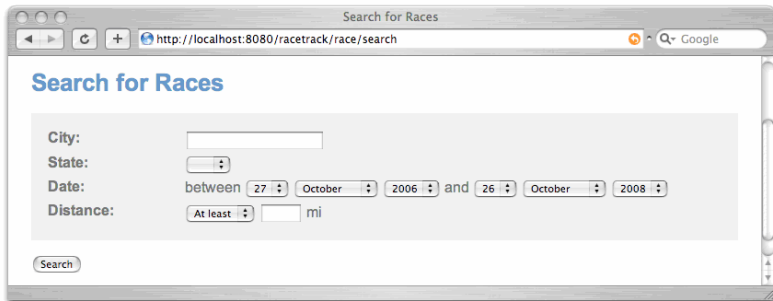 Search for Races
http://localhost:8080/racetrack/race/search
Google
Search for Races
City:
State:
Date: between 27 October 2006 and 26 October 2008
Distance: At least mi
Search